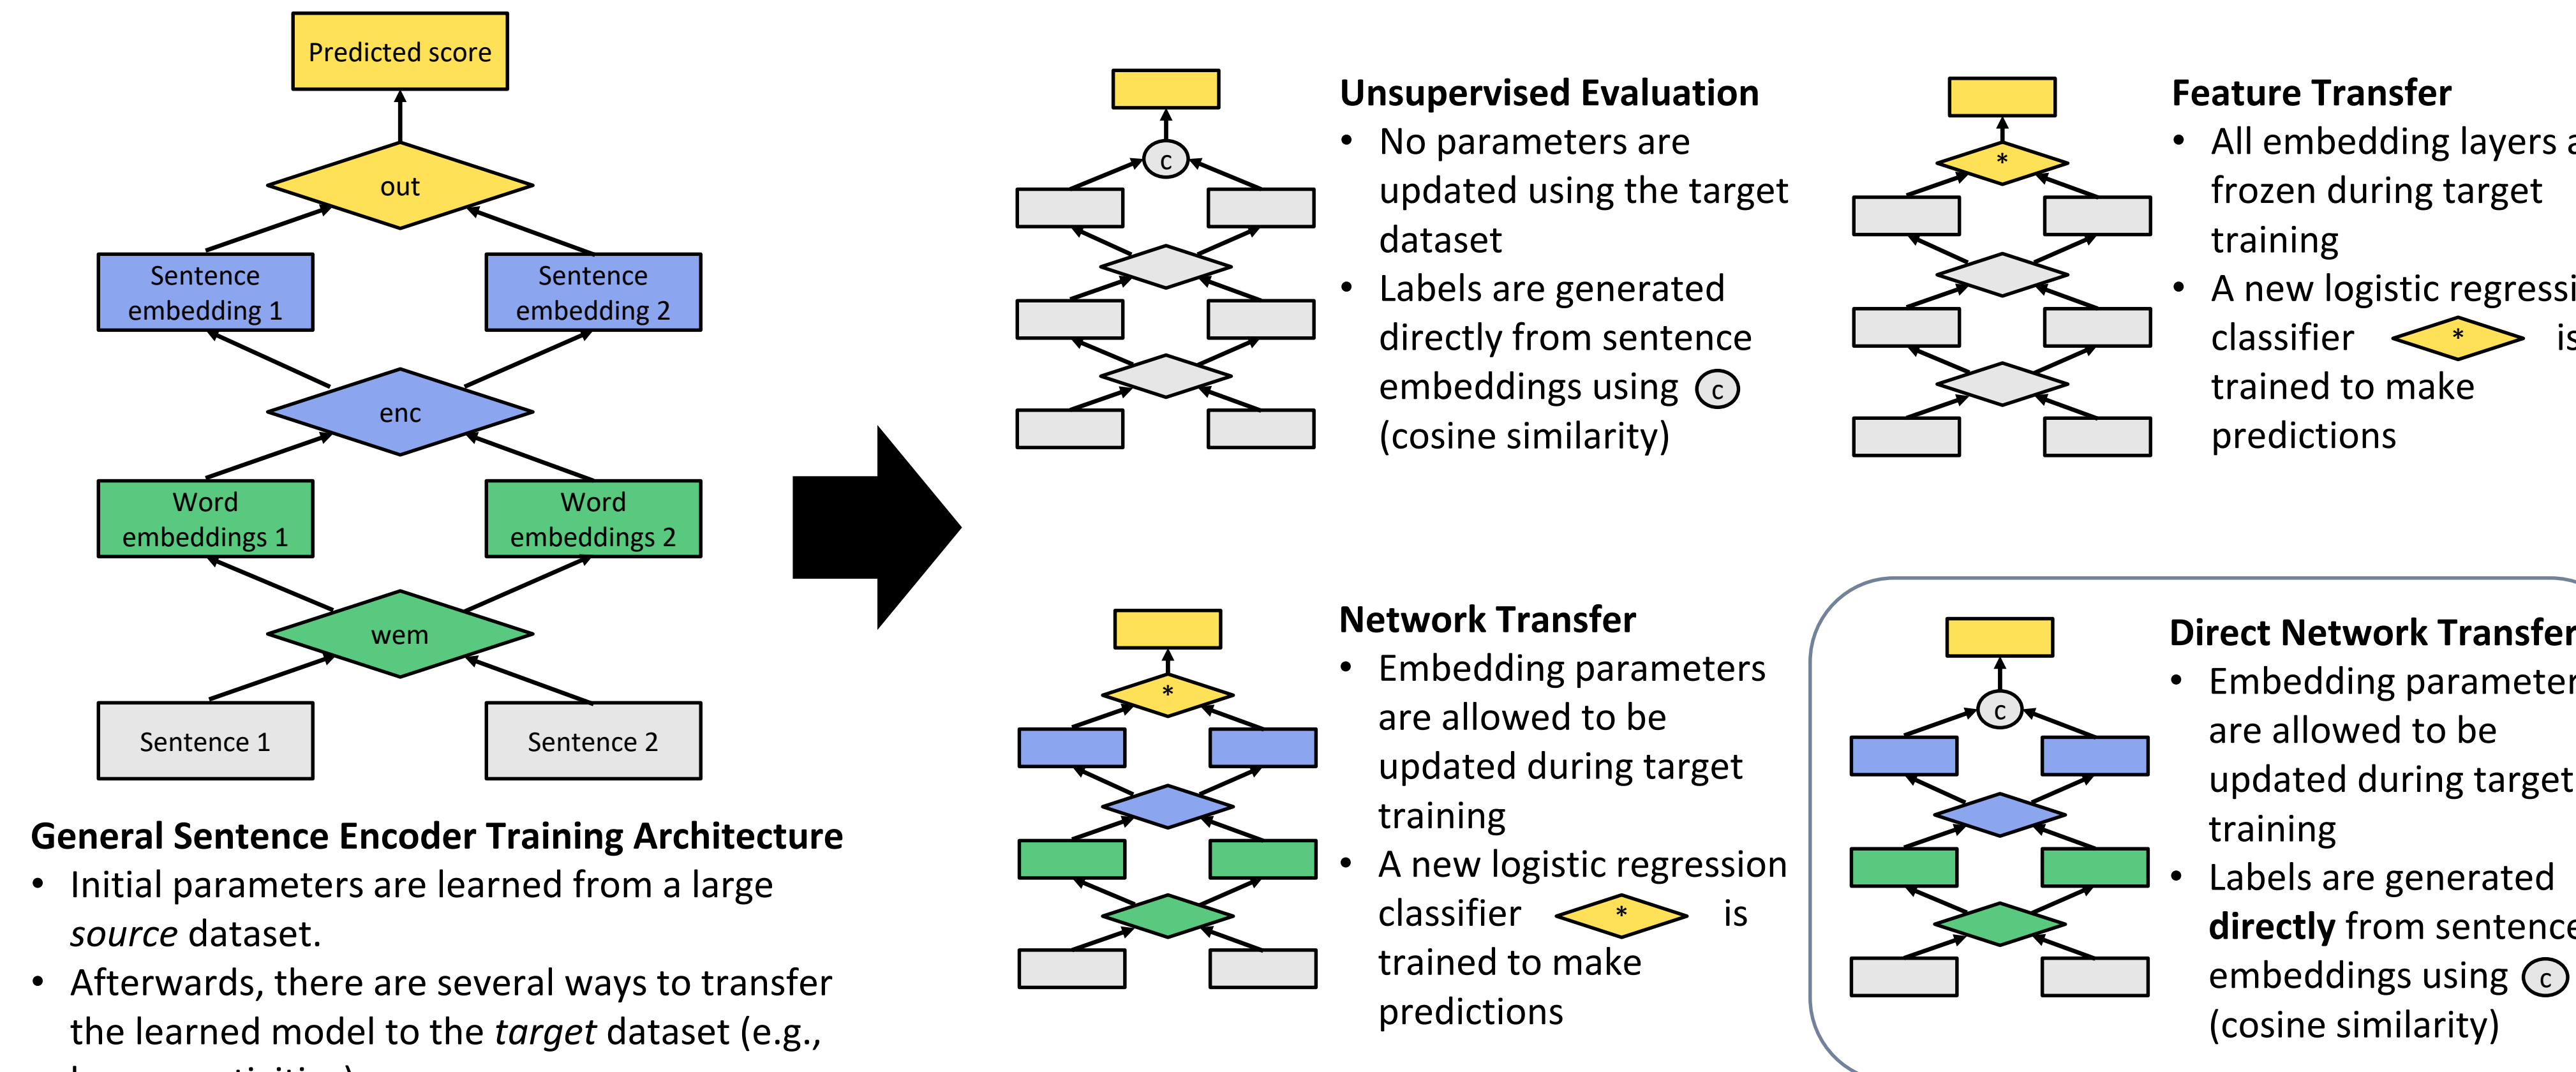 Predicted score
out
Sentence
embedding 1
Sentence
embedding 2
enc
Word
embeddings 1
Word
embeddings 2
wem
Sentence 1
Sentence 2
General Sentence Encoder Training Architecture
• Initial parameters are learned from a large
source dataset.
• Afterwards, there are several ways to transfer
the learned model to the target dataset (e.g.,
c
Unsupervised Evaluation
• No parameters are
updated using the target
dataset
• Labels are generated
directly from sentence
embeddings using c
(cosine similarity)
*
Feature Transfer
• All embedding layers
frozen during target
training
• A new logistic
classifier * is
trained to make
predictions
*
Network Transfer
• Embedding parameters
are allowed to be
updated during target
training
• A new logistic regression
classifier * is
trained to make
predictions
c
Direct Network Transfer
• Embedding
are allowed to be
updated during target
training
• Labels are generated
directly from sentence
embeddings using c
(cosine similarity)